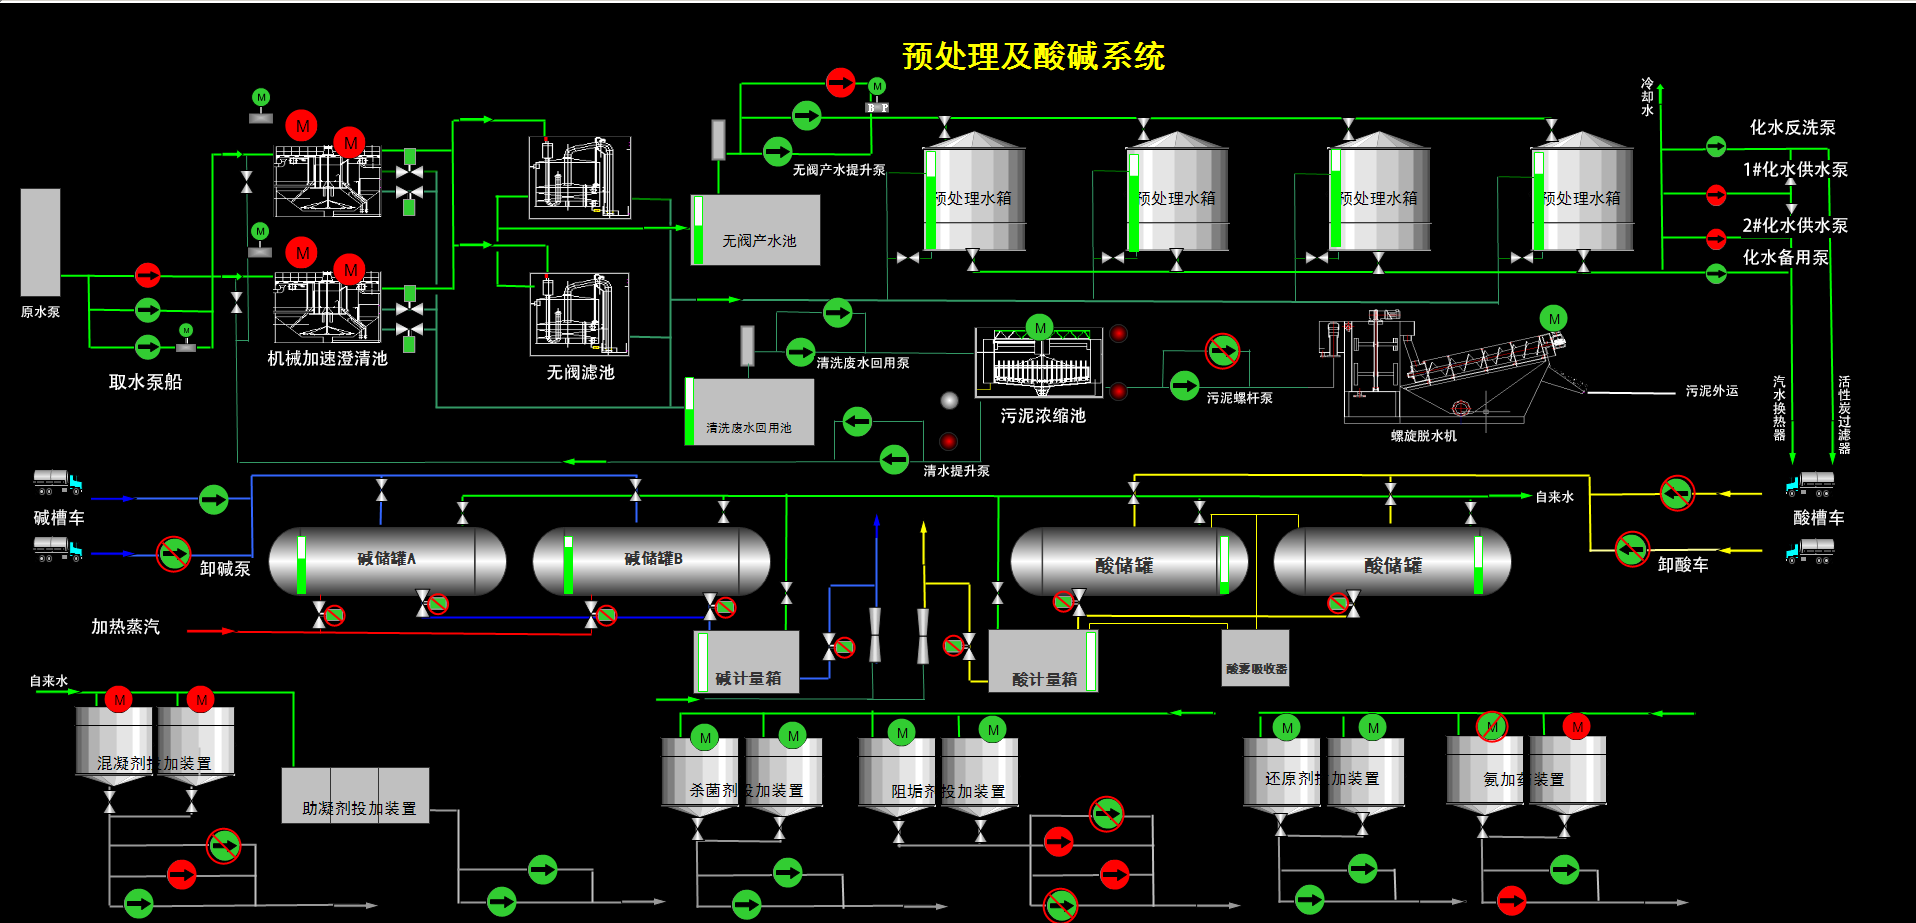 预处理及酸碱系统
冷却水
化水反洗泵
1#化水供水泵
2#化水供水泵
化水备用泵
M
M
M
M
B P
无阀产水提升泵
预处理水箱
预处理水箱
预处理水箱
预处理水箱
M
M
M
无阀产水池
原水泵
M
取水泵船
机械加速澄清池
无阀滤池
清洗废水回用泵
M
M
清洗废水回用池
污泥浓缩池
污泥螺杆泵
污泥外运
螺旋脱水机
汽水换热器
活性炭过滤器
清水提升泵
碱槽车
卸碱泵
碱储罐A
碱储罐B
酸储罐
酸储罐
自来水
酸槽车
卸酸车
加热蒸汽
碱计量箱
酸计量箱
酸雾吸收器
自来水
M
M
M
M
M
M
M
M
M
M
混凝剂投加装置
助凝剂投加装置
杀菌剂投加装置
阻垢剂投加装置
还原剂投加装置
氨加药装置